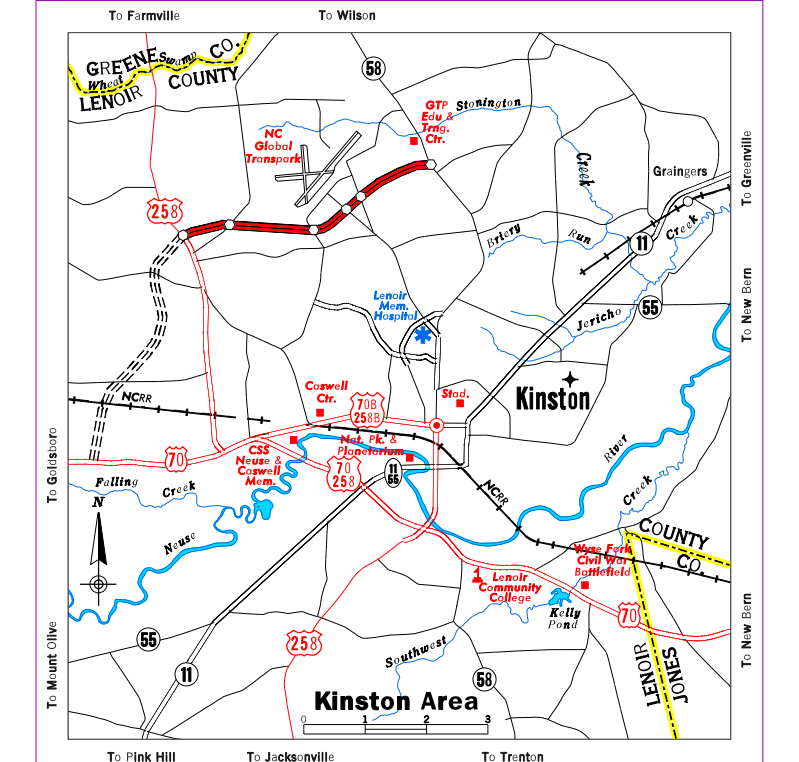 To Farmville
To Wilson
GREENE CO.
Wheat Swamp
LENOIR COUNTY
58
GTP
Edu &
Trng.
Ctr.
Stonington
Creek
NC
Global
Transpark
Graingers
To Greenville
258
Briery Run
11
Creek
Jericho
55
To New Bern
Lenoir
Mem.
Hospital
Kinston
NCRR
Caswell
Ctr.
70B
258B
Stad.
Nat. Pk. &
Planetarium
To Goldsboro
70
CSS
Neuse &
Caswell
Mem.
70
258
11
55
River
Falling Creek
NCRR
Creek
N
Neuse
COUNTY
CO.
Wyse Fork
Civil War
Battlefield
Lenoir
Community
College
Kelly
Pond
70
To New Bern
To Mount Olive
55
258
Southwest
LENOIR
JONES
11
58
Kinston Area
0 1 2 3
To Pink Hill
To Jacksonville
To Trenton